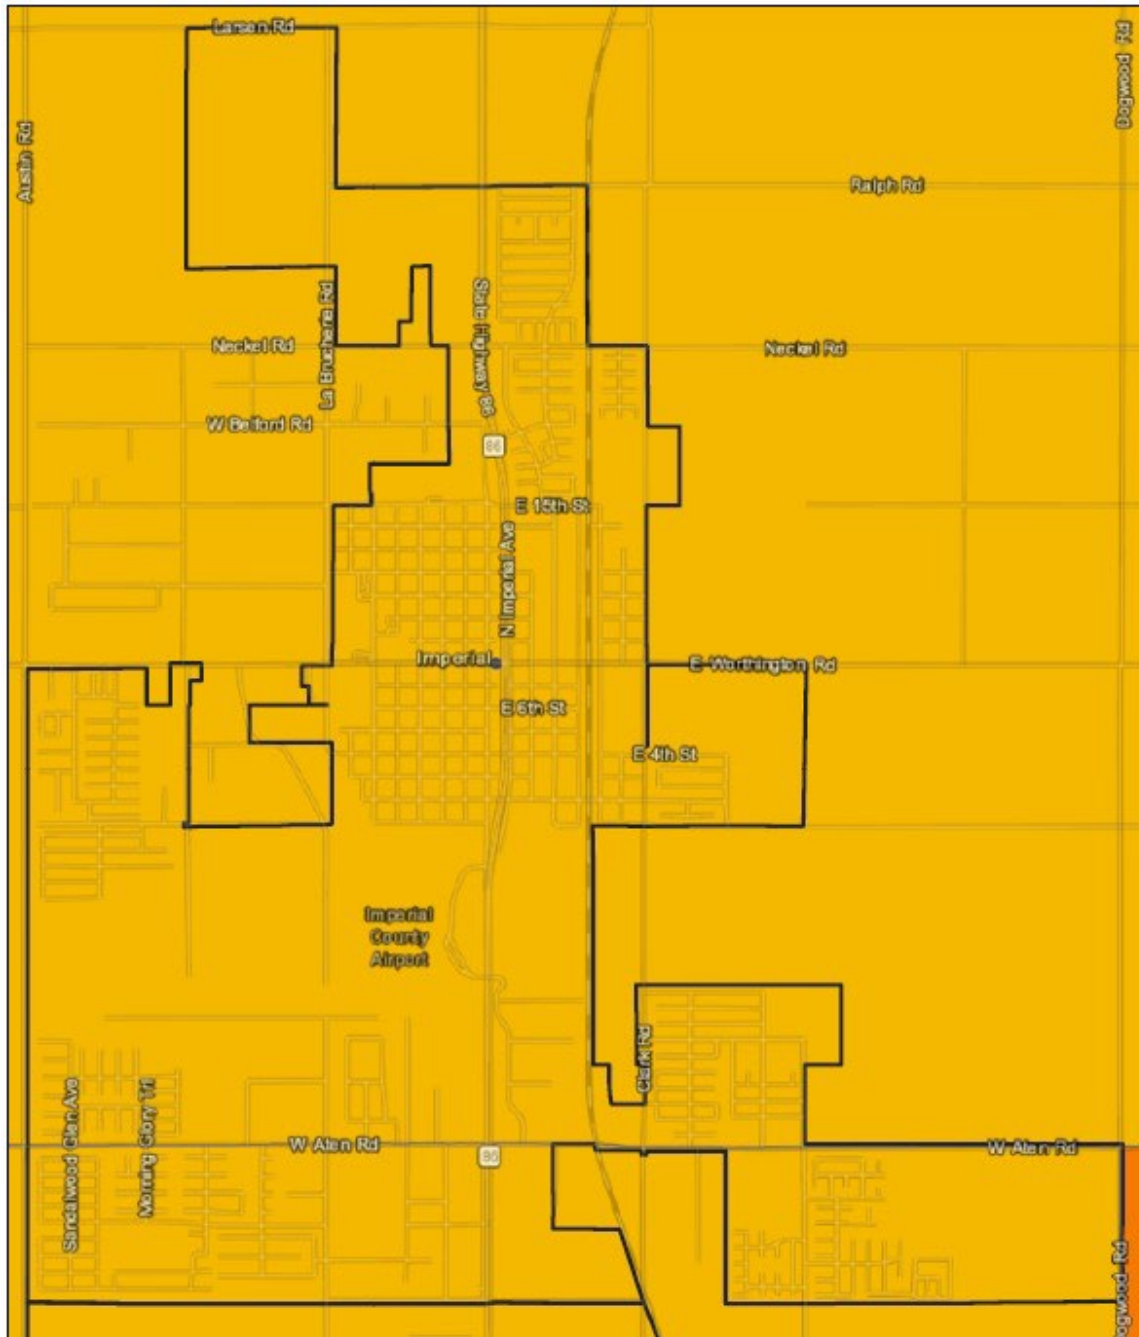 Larsen Rd
Dogwood Rd
Austin Rd
Ralph Rd
La Brucherie Rd
State Highway 86
Neckel Rd
Neckel Rd
W Belford Rd
86
E 15th St
N Imperial Ave
Imperial
E Worthington Rd
E 6th St
E 4th St
Imperial
County
Airport
Clark Rd
Sandalwood Glen Ave
Morning Glory Trl
W Aten Rd
W Aten Rd
86
ogwood Rd